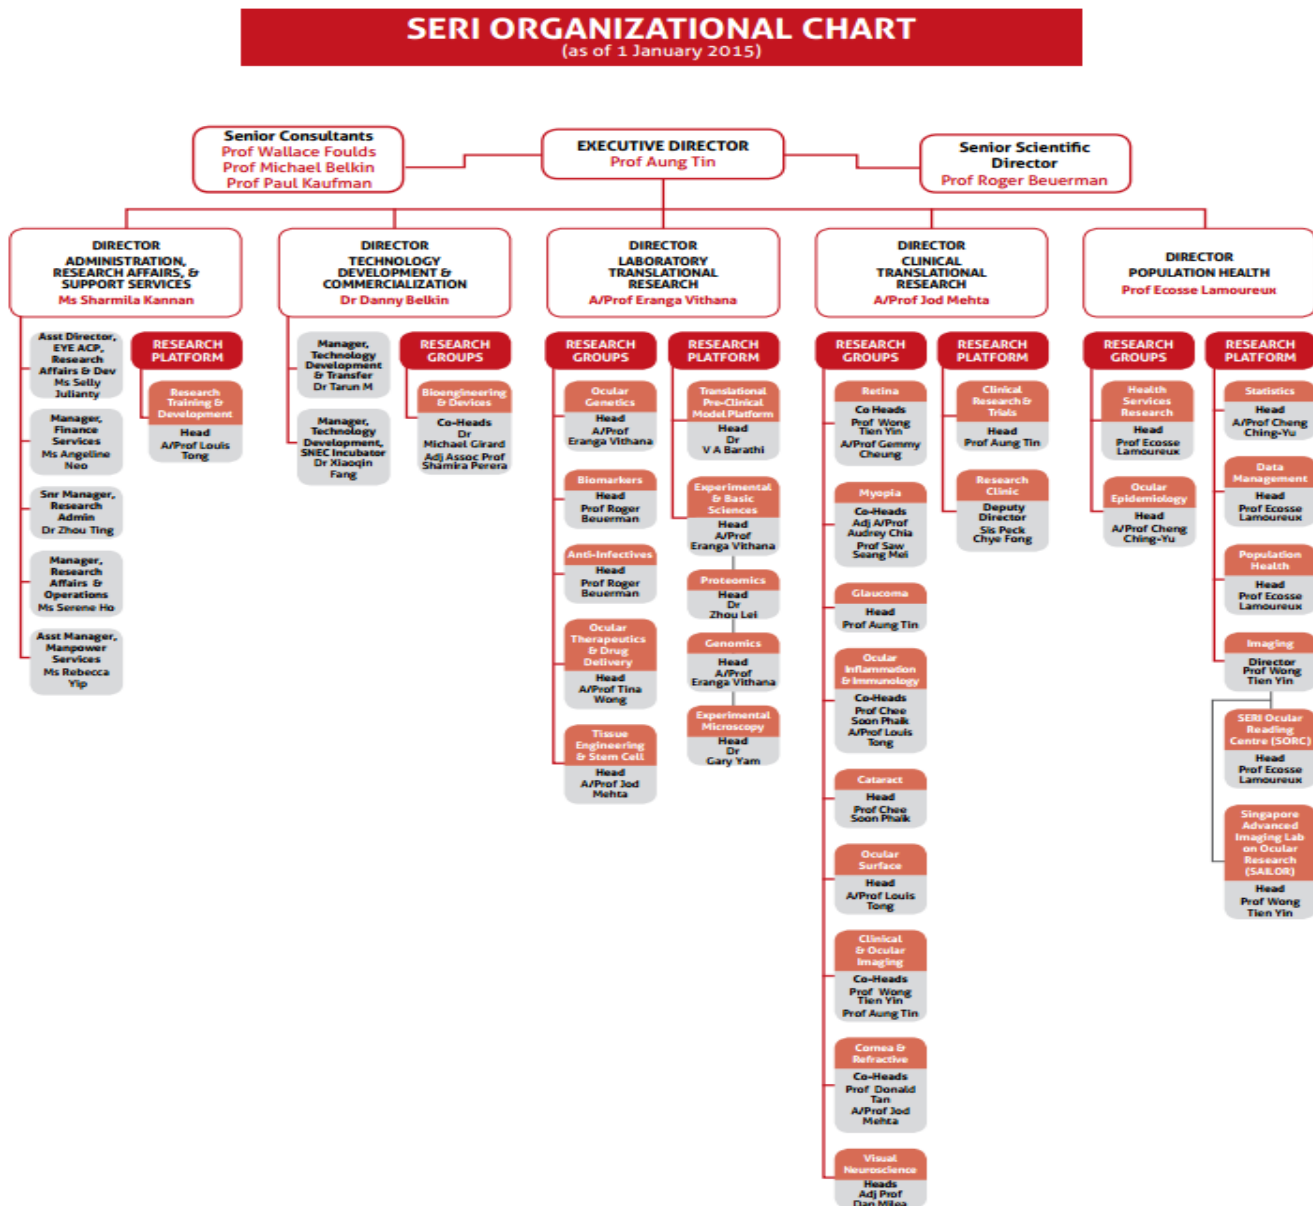 SERI ORGANIZATIONAL CHART
(as of 1 January 2015)
Senior Consultants
Prof Wallace Foulds
Prof Michael Belkin
Prof Paul Kaufman
EXECUTIVE DIRECTOR
Prof Aung Tin
Senior Scientific
Director
Prof Roger Beuerman
DIRECTOR
ADMINISTRATION,
RESEARCH AFFAIRS, &
SUPPORT SERVICES
Ms Sharmila Kannan
DIRECTOR
TECHNOLOGY
DEVELOPMENT &
COMMERCIALIZATION
Dr Danny Belkin
DIRECTOR
LABORATORY
TRANSLATIONAL
RESEARCH
A/Prof Eranga Vithana
DIRECTOR
CLINICAL
TRANSLATIONAL
RESEARCH
A/Prof Jod Mehta
DIRECTOR
POPULATION HEALTH
Prof Ecosse Lamoureux
Asst Director,
EYE ACP,
Research
Affairs & Dev
Ms Selly
Julianty
Manager,
Finance
Services
Ms Angeline
Neo
Snr Manager,
Research
Admin
Dr Zhou Ting
Manager,
Research
Affairs &
Operations
Ms Serene Ho
Asst Manager,
Manpower
Services
Ms Rebecca
Yip
RESEARCH
PLATFORM
Research
Training &
Development
Head
A/Prof Louis
Tong
Manager,
Technology
Development
& Transfer
Dr Tarun M
Manager,
Technology
Development,
SNEC Incubator
Dr Xiaoqin
Fang
RESEARCH
GROUPS
Bioengineering
& Devices
Co-Heads
Dr
Michael Girard
Adj Assoc Prof
Shamira Perera
RESEARCH
GROUPS
Ocular
Genetics
Head
A/Prof
Eranga Vithana
Biomarkers
Head
Prof Roger
Beuerman
Anti-Infectives
Head
Prof Roger
Beuerman
Ocular
Therapeutics
& Drug
Delivery
Head
A/Prof Tina
Wong
Tissue
Engineering
& Stem Cell
Head
A/Prof Jod
Mehta
RESEARCH
PLATFORM
Translational
Pre-Clinical
Model Platform
Head
Dr
V A Barathi
Experimental
& Basic
Sciences
Head
A/Prof
Eranga Vithana
Proteomics
Head
Dr
Zhou Lei
Genomics
Head
A/Prof
Eranga Vithana
Experimental
Microscopy
Head
Dr
Gary Yam
RESEARCH
GROUPS
Retina
Co Heads
Prof Wong
Tien Yin
A/Prof Gemmy
Cheung
Myopia
Co-Heads
Adj A/Prof
Audrey Chia
Prof Saw
Seang Mei
Glaucoma
Head
Prof Aung Tin
Ocular
Inflammation
& Immunology
Co-Heads
Prof Chee
Soon Phaik
A/Prof Louis
Tong
Cataract
Head
Prof Chee
Soon Phaik
Ocular
Surface
Head
A/Prof Louis
Tong
Clinical
& Ocular
Imaging
Co-Heads
Prof Wong
Tien Yin
Prof Aung Tin
Cornea &
Refractive
Co-Heads
Prof Donald
Tan
A/Prof Jod
Mehta
Visual
Neuroscience
Heads
Adj Prof
Dan Milea
RESEARCH
PLATFORM
Clinical
Research &
Trials
Head
Prof Aung Tin
Research
Clinic
Deputy
Director
Sis Peck
Chye Fong
RESEARCH
GROUPS
Health
Services
Research
Head
Prof Ecosse
Lamoureux
Ocular
Epidemiology
Head
A/Prof Cheng
Ching-Yu
RESEARCH
PLATFORM
Statistics
Head
A/Prof Cheng
Ching-Yu
Data
Management
Head
Prof Ecosse
Lamoureux
Population
Health
Head
Prof Ecosse
Lamoureux
Imaging
Director
Prof Wong
Tien Yin
SERI Ocular
Reading
Centre (SORC)
Head
Prof Ecosse
Lamoureux
Singapore
Advanced
Imaging Lab
on Ocular
Research
(SAILOR)
Head
Prof Wong
Tien Yin